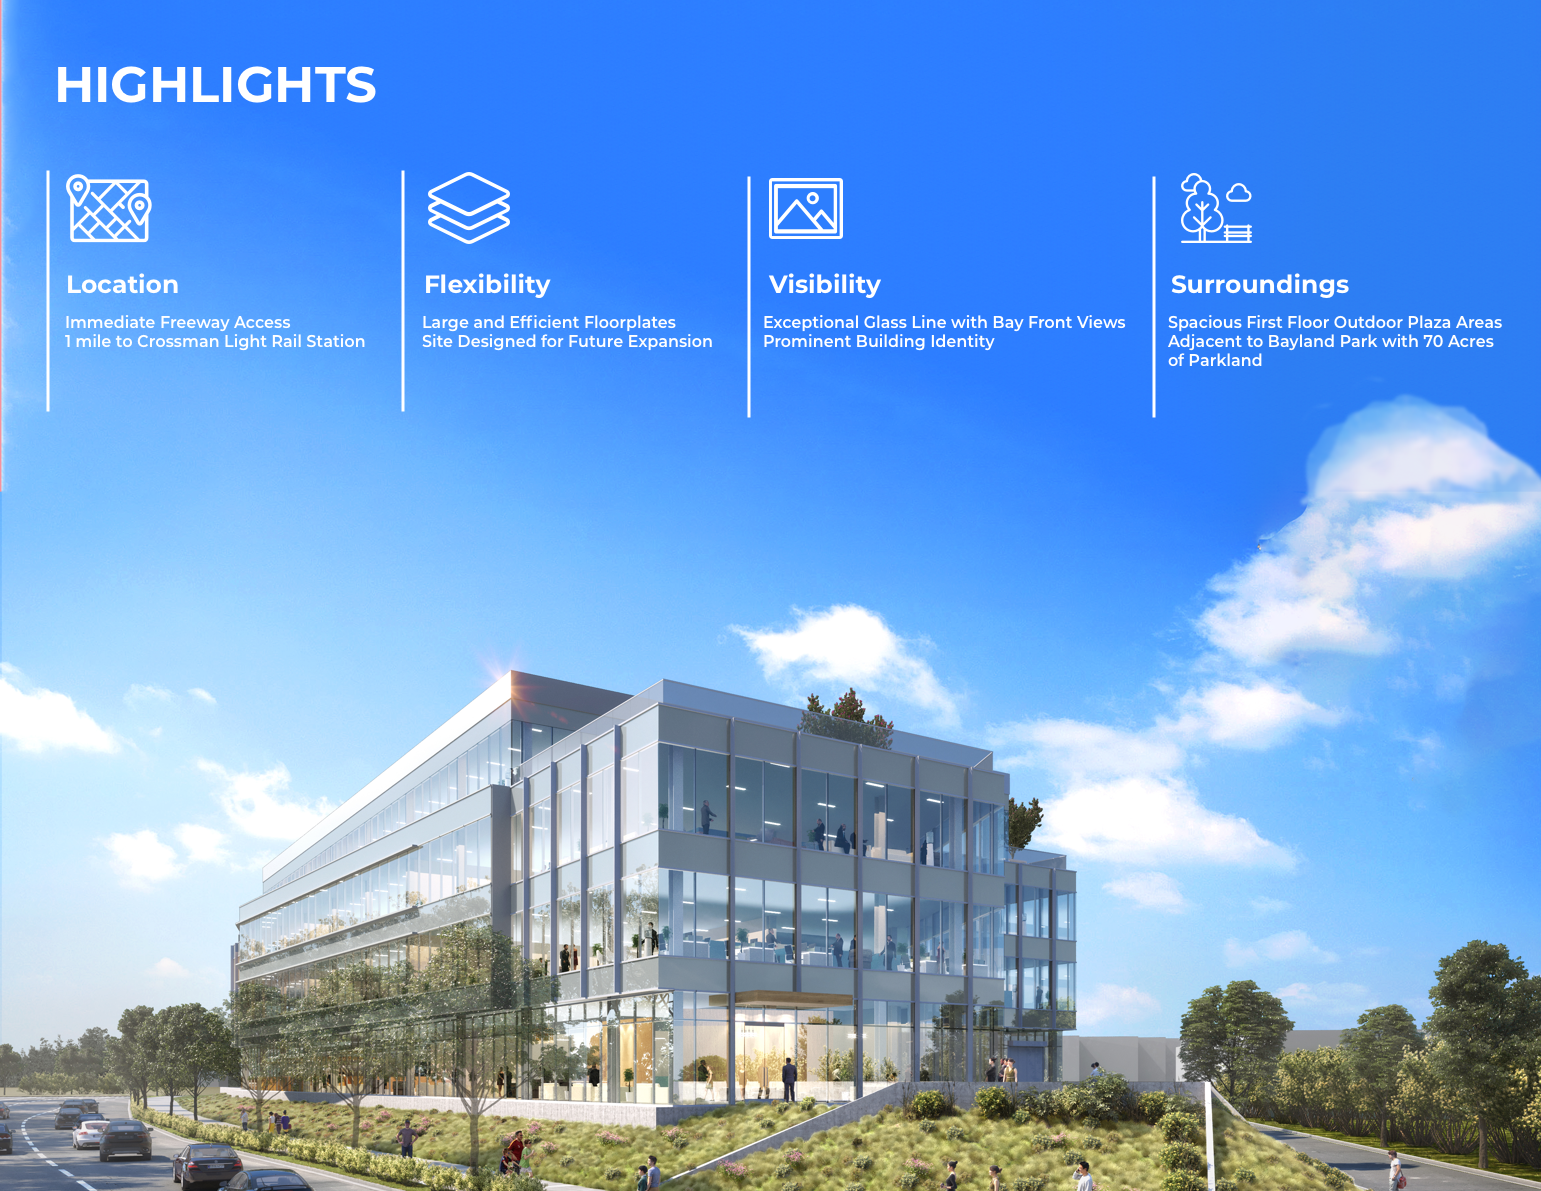 HIGHLIGHTS
Location
Immediate Freeway Access
1 mile to Crossman Light Rail Station
Flexibility
Large and Efficient Floorplates
Site Designed for Future Expansion
Visibility
Exceptional Glass Line with Bay Front Views
Prominent Building Identity
Surroundings
Spacious First Floor Outdoor Plaza Areas
Adjacent to Bayland Park with 70 Acres
of Parkland